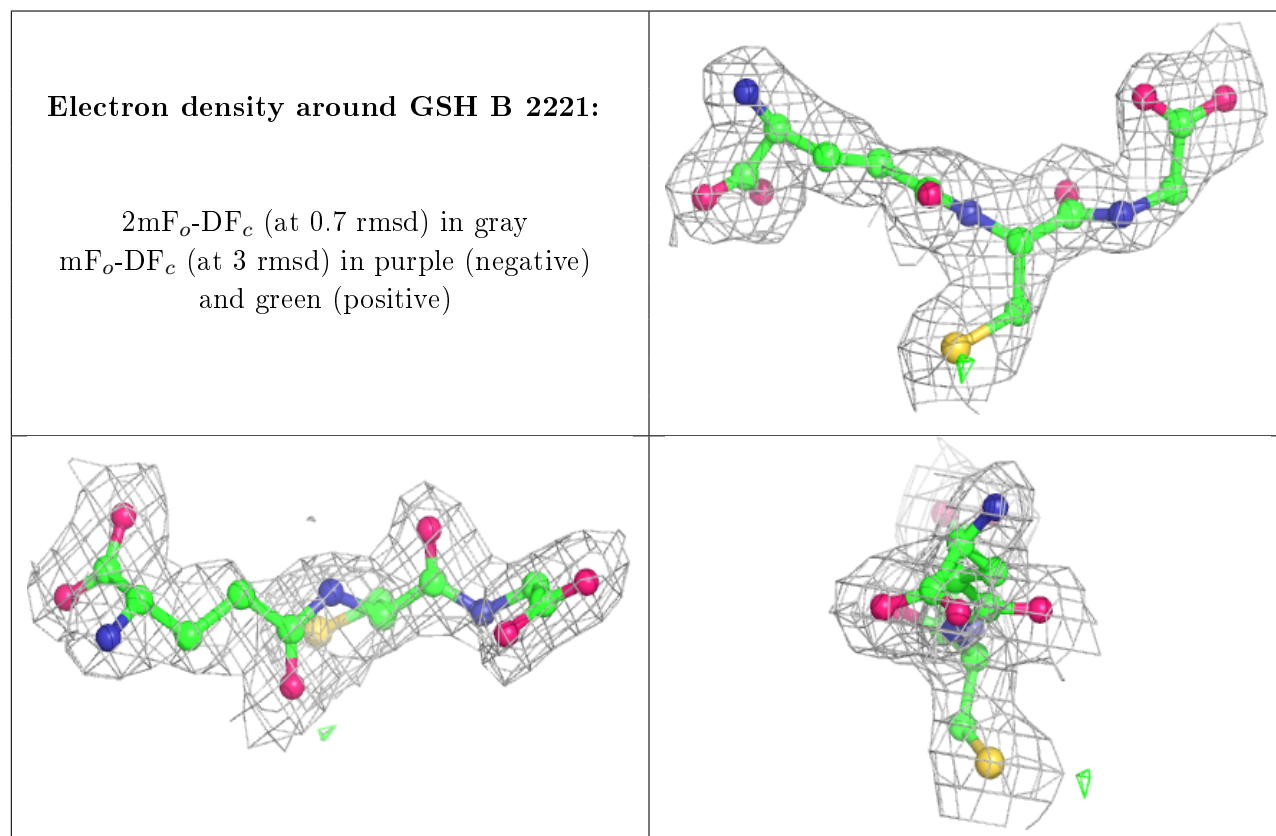 Electron density around GSH B 2221:
2mFo-DFc (at 0.7 rmsd) in gray
mFo-DFc (at 3 rmsd) in purple (negative)
and green (positive)